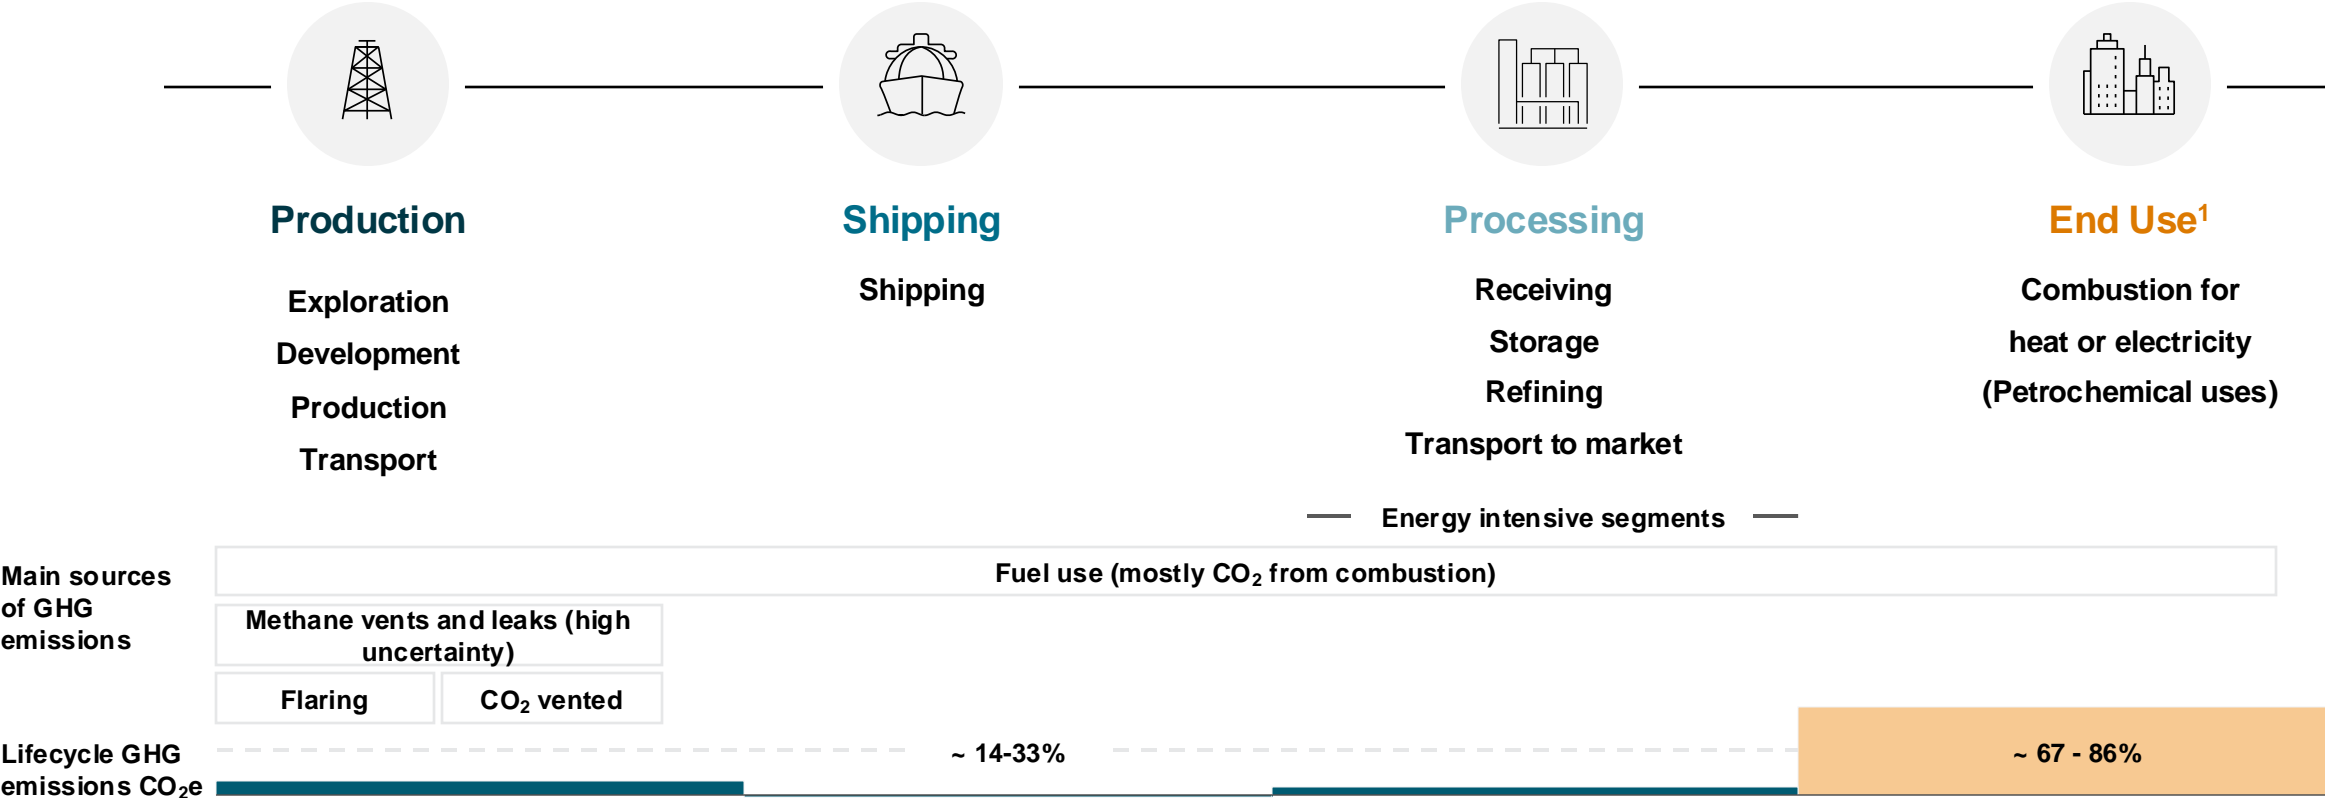 Production
Shipping
Processing
End Use¹
Exploration
Development
Production
Transport
Shipping
Receiving
Storage
Refining
Transport to market
Combustion for
heat or electricity
(Petrochemical uses)
Energy intensive segments
Main sources
of GHG
emissions
Fuel use (mostly CO₂ from combustion)
Methane vents and leaks (high
uncertainty)
Flaring
CO₂ vented
Lifecycle GHG
emissions CO₂e
~ 14-33%
~ 67 - 86%